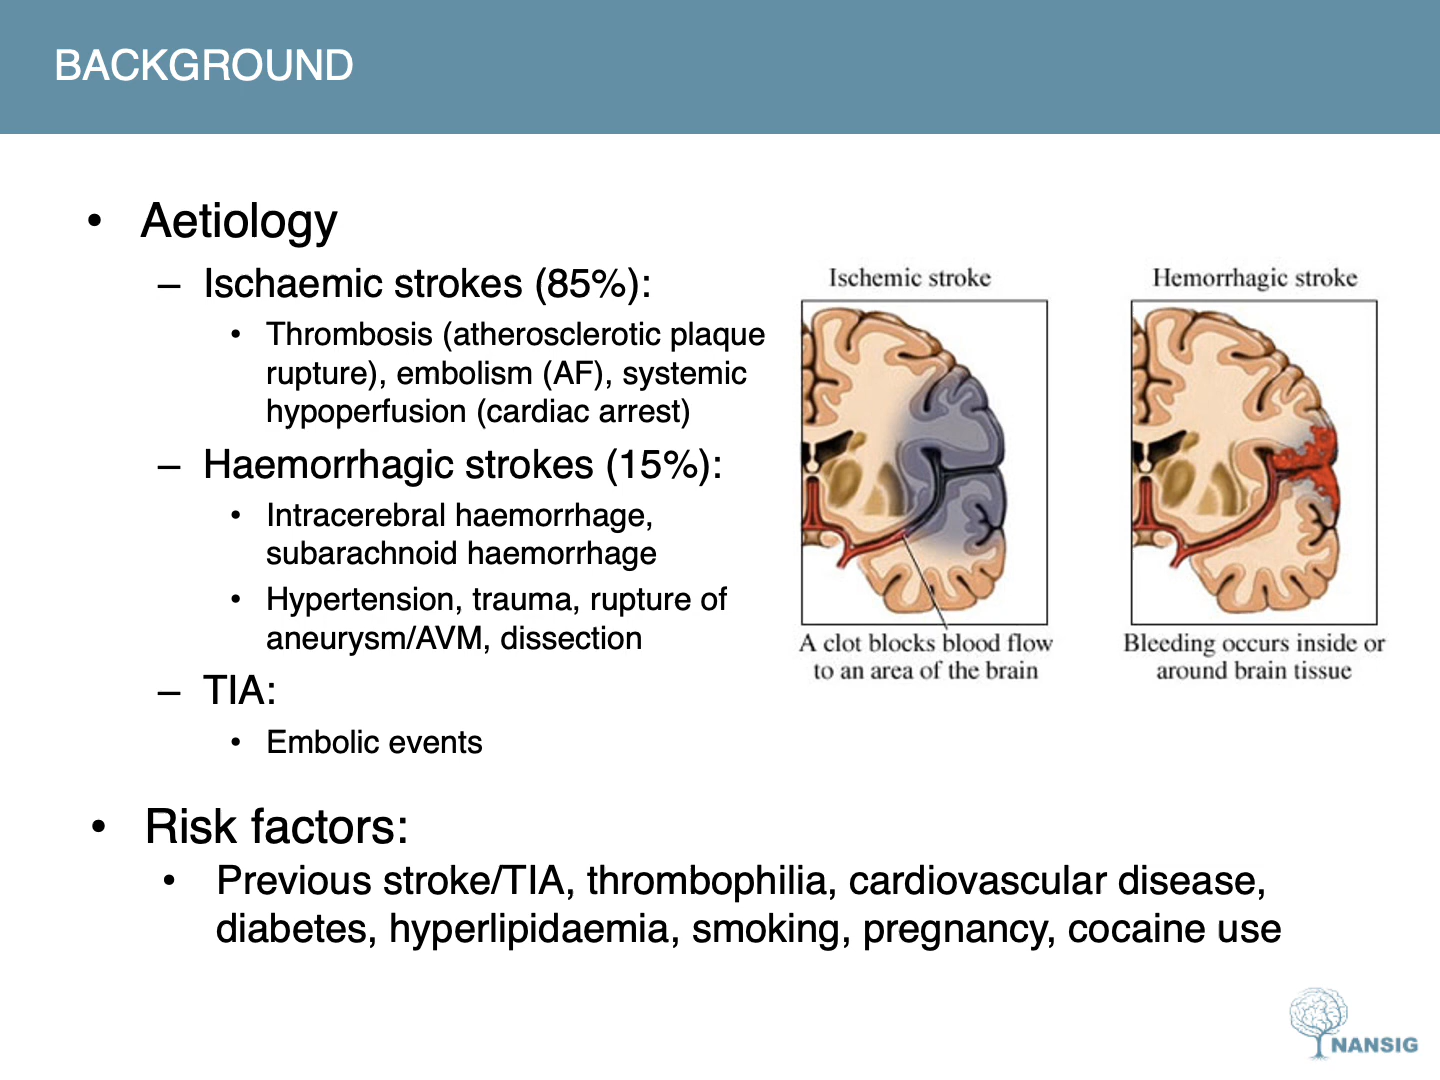 BACKGROUND
• Aetiology
– Ischaemic strokes (85%):
• Thrombosis (atherosclerotic plaque
rupture), embolism (AF), systemic
hypoperfusion (cardiac arrest)
– Haemorrhagic strokes (15%):
• Intracerebral haemorrhage,
subarachnoid haemorrhage
• Hypertension, trauma, rupture of
aneurysm/AVM, dissection
– TIA:
• Embolic events
Ischemic stroke
A clot blocks blood flow
to an area of the brain
Hemorrhagic stroke
Bleeding occurs inside or
around brain tissue
• Risk factors:
• Previous stroke/TIA, thrombophilia, cardiovascular disease,
diabetes, hyperlipidaemia, smoking, pregnancy, cocaine use
NANSIG